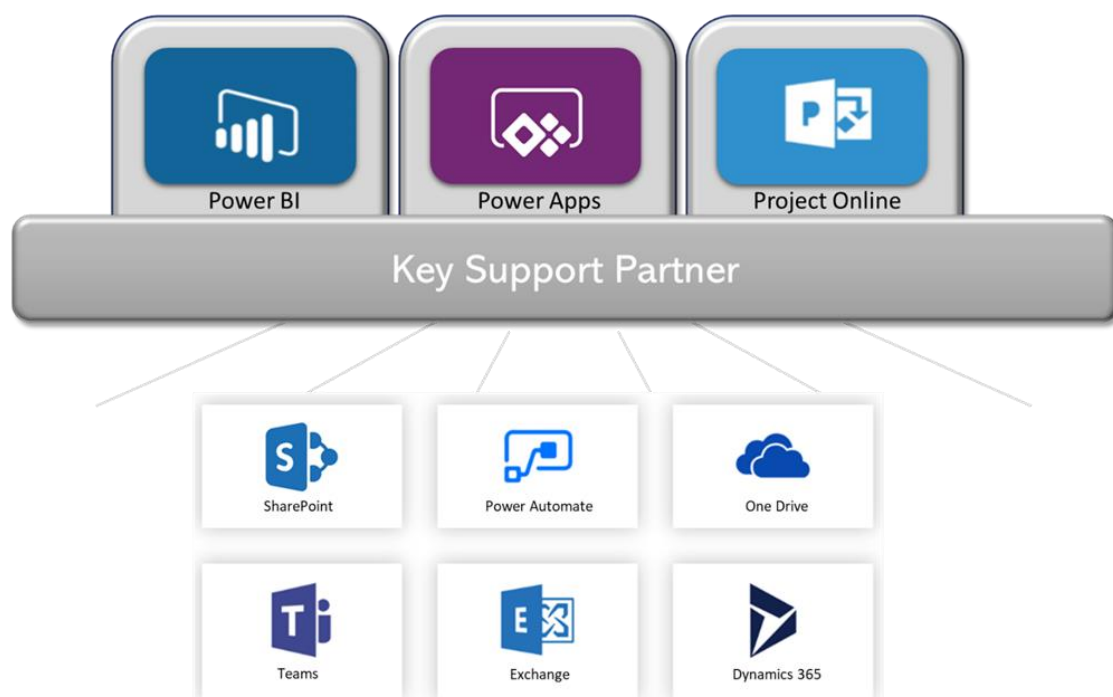 Power BI
Power Apps
P
Project Online
Key Support Partner
S
SharePoint
Power Automate
One Drive
T
Teams
E
Exchange
Dynamics 365